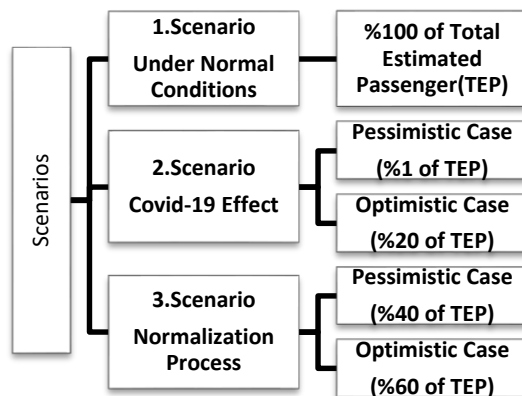 Scenarios
1.Scenario
Under Normal
Conditions
%100 of Total
Estimated
Passenger(TEP)
2.Scenario
Covid-19 Effect
Pessimistic Case
(%1 of TEP)
Optimistic Case
(%20 of TEP)
3.Scenario
Normalization
Process
Pessimistic Case
(%40 of TEP)
Optimistic Case
(%60 of TEP)